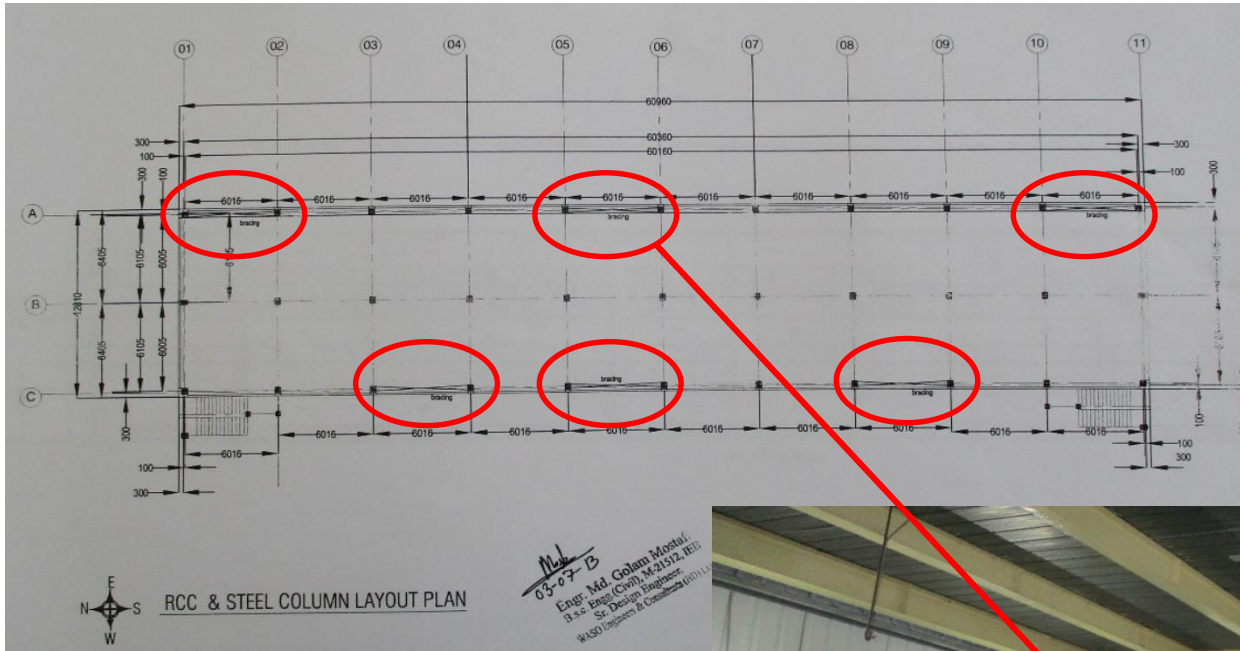 01 02 03 04 05 06 07 08 09 10 11
60960
60360
60160
300
100
300
100
300
100
300
100
6016 6016 6016 6016 6016 6016 6016 6016 6016 6016
A
bracing
bracing
bracing
6405
6105
6005
12810
B
6405
6105
6005
C
bracing
bracing
bracing
300
6016 6016 6016 6016 6016 6016 6016 6016 6016
6016
100
100
300
100
300
03-07-13
Engr. Md. Golam
B.s.c. Engg.(Civil), M-21512, IEB
Sr. Design Engineer.
Engineers & Consultants
E
N S
W
RCC & STEEL COLUMN LAYOUT PLAN